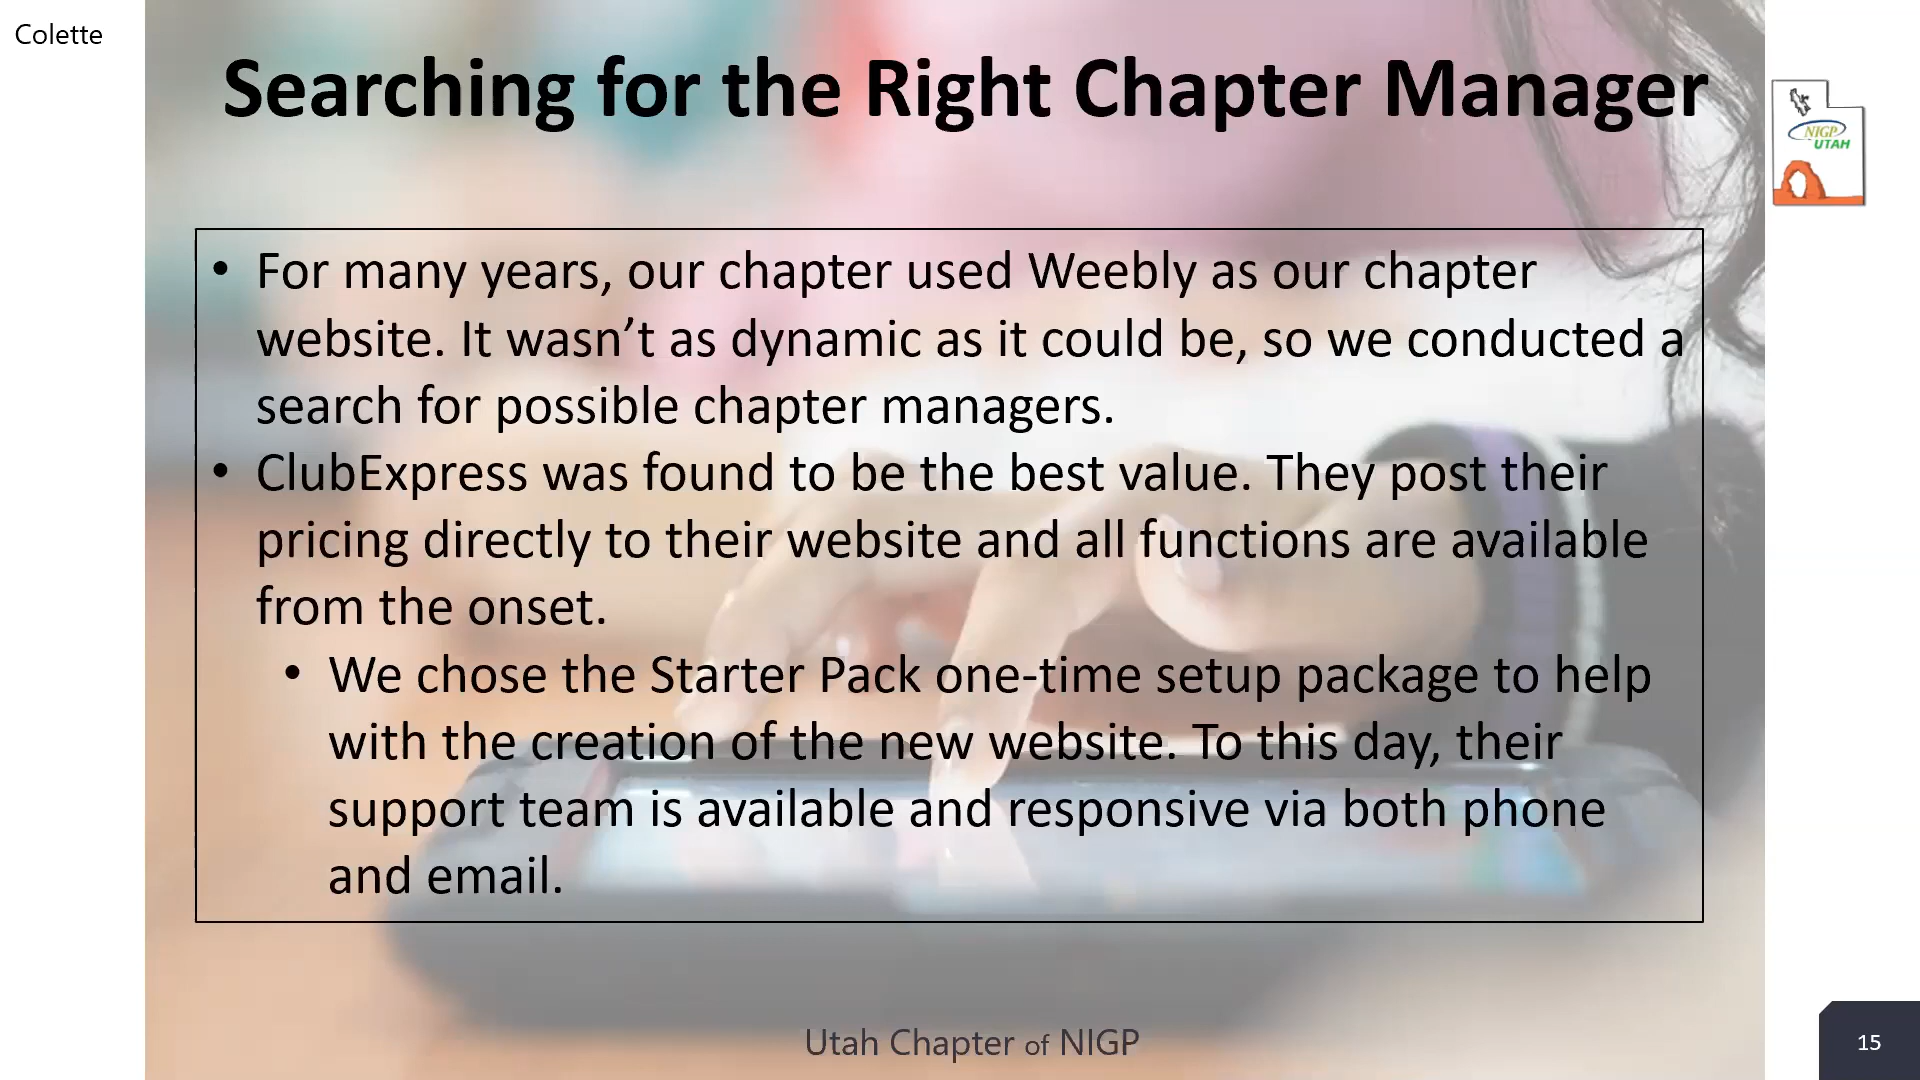 Colette
Searching for the Right Chapter Manager
NIGP
UTAH
• For many years, our chapter used Weebly as our chapter
website. It wasn’t as dynamic as it could be, so we conducted a
search for possible chapter managers.
• ClubExpress was found to be the best value. They post their
pricing directly to their website and all functions are available
from the onset.
• We chose the Starter Pack one-time setup package to help
with the creation of the new website. To this day, their
support team is available and responsive via both phone
and email.
Utah Chapter of NIGP
15